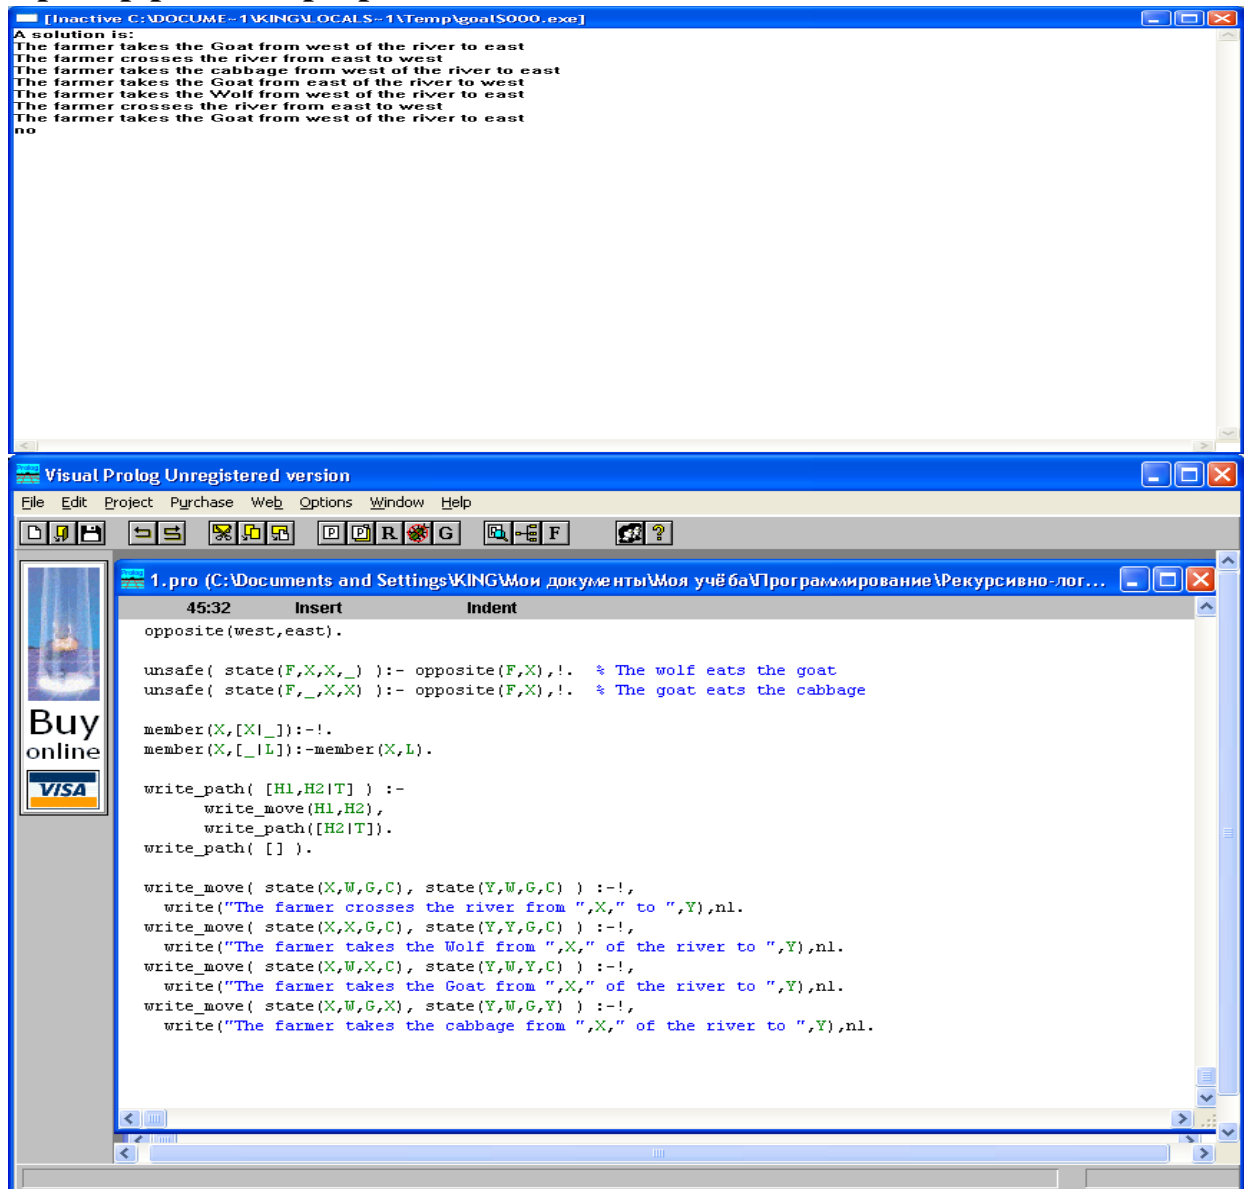 [Inactive C:\DOCUME~1\KING\LOCALS~1\Temp\goal$000.exe]
A solution is:
The farmer takes the Goat from west of the river to east
The farmer crosses the river from east to west
The farmer takes the cabbage from west of the river to east
The farmer takes the Goat from east of the river to west
The farmer takes the Wolf from west of the river to east
The farmer crosses the river from east to west
The farmer takes the Goat from west of the river to east
no
Visual Prolog Unregistered version
File Edit Project Purchase Web Options Window Help
P P R G F ?
Prolog
1.pro (C:\Documents and Settings\KING\Мои документы\Моя учёба\Программирование\Рекурсивно-лог...
45:32 Insert Indent
opposite(west,east).
unsafe( state(F,X,X,_) ):- opposite(F,X),!. % The wolf eats the goat
unsafe( state(F,_,X,X) ):- opposite(F,X),!. % The goat eats the cabbage
member(X,[X|_]):-!.
member(X,[_|L]):-member(X,L).
write_path( [H1,H2|T] ) :-
write_move(H1,H2),
write_path([H2|T]).
write_path( [] ).
write_move( state(X,W,G,C), state(Y,W,G,C) ) :-!,
write("The farmer crosses the river from ",X," to ",Y),nl.
write_move( state(X,X,G,C), state(Y,Y,G,C) ) :-!,
write("The farmer takes the Wolf from ",X," of the river to ",Y),nl.
write_move( state(X,W,X,C), state(Y,W,Y,C) ) :-!,
write("The farmer takes the Goat from ",X," of the river to ",Y),nl.
write_move( state(X,W,G,X), state(Y,W,G,Y) ) :-!,
write("The farmer takes the cabbage from ",X," of the river to ",Y),nl.
Buy
online
VISA